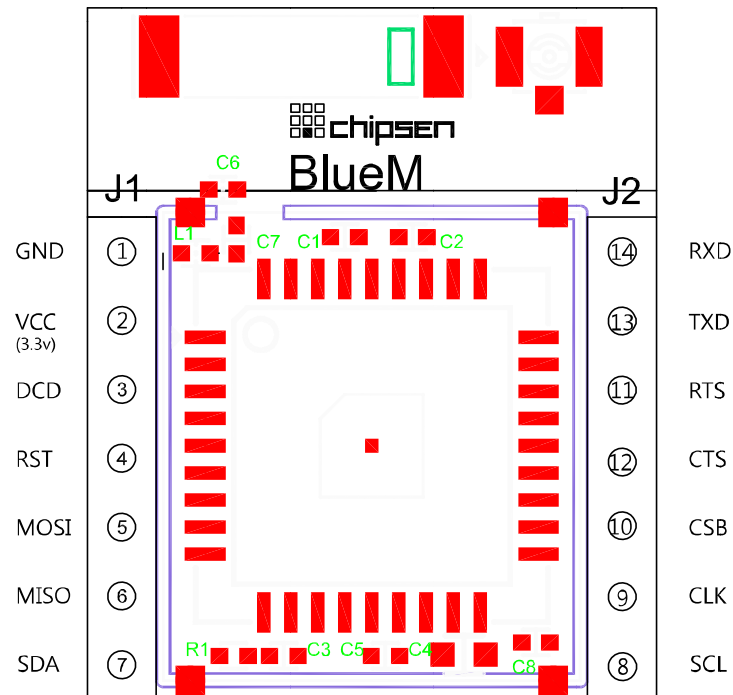 chipsen
BlueM
C6
J1
J2
L1
C7
C1
C2
GND
1
14
RXD
VCC
(3.3v)
2
13
TXD
DCD
3
11
RTS
RST
4
12
CTS
MOSI
5
10
CSB
MISO
6
9
CLK
R1
C3
C5
C4
C8
SDA
7
8
SCL